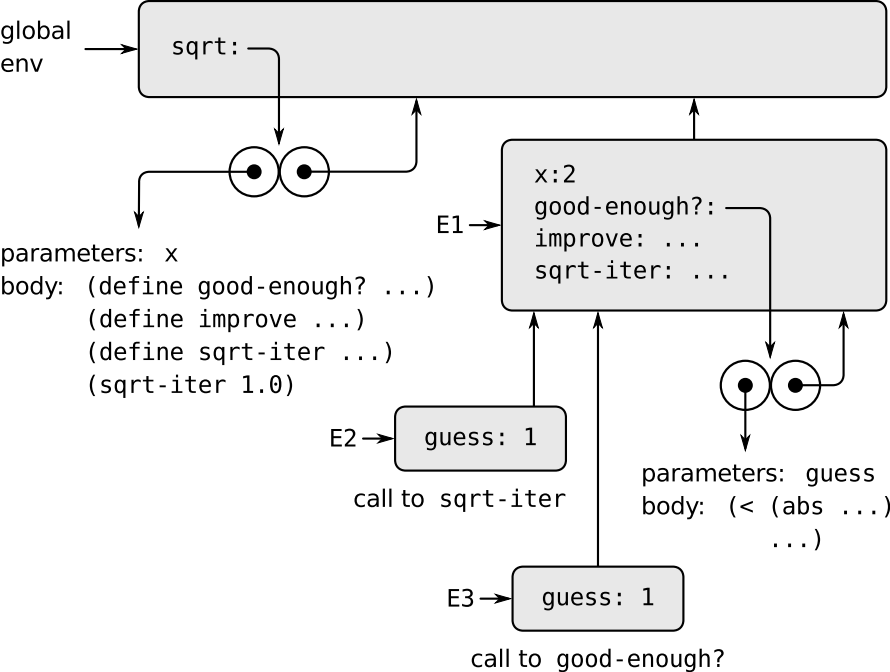 global
env
sqrt:
x:2
good-enough?:
improve: ...
sqrt-iter: ...
E1
parameters: x
body: (define good-enough? ...)
(define improve ...)
(define sqrt-iter ...)
(sqrt-iter 1.0)
E2
guess: 1
call to sqrt-iter
parameters: guess
body: (< (abs ...)
...)
E3
guess: 1
call to good-enough?